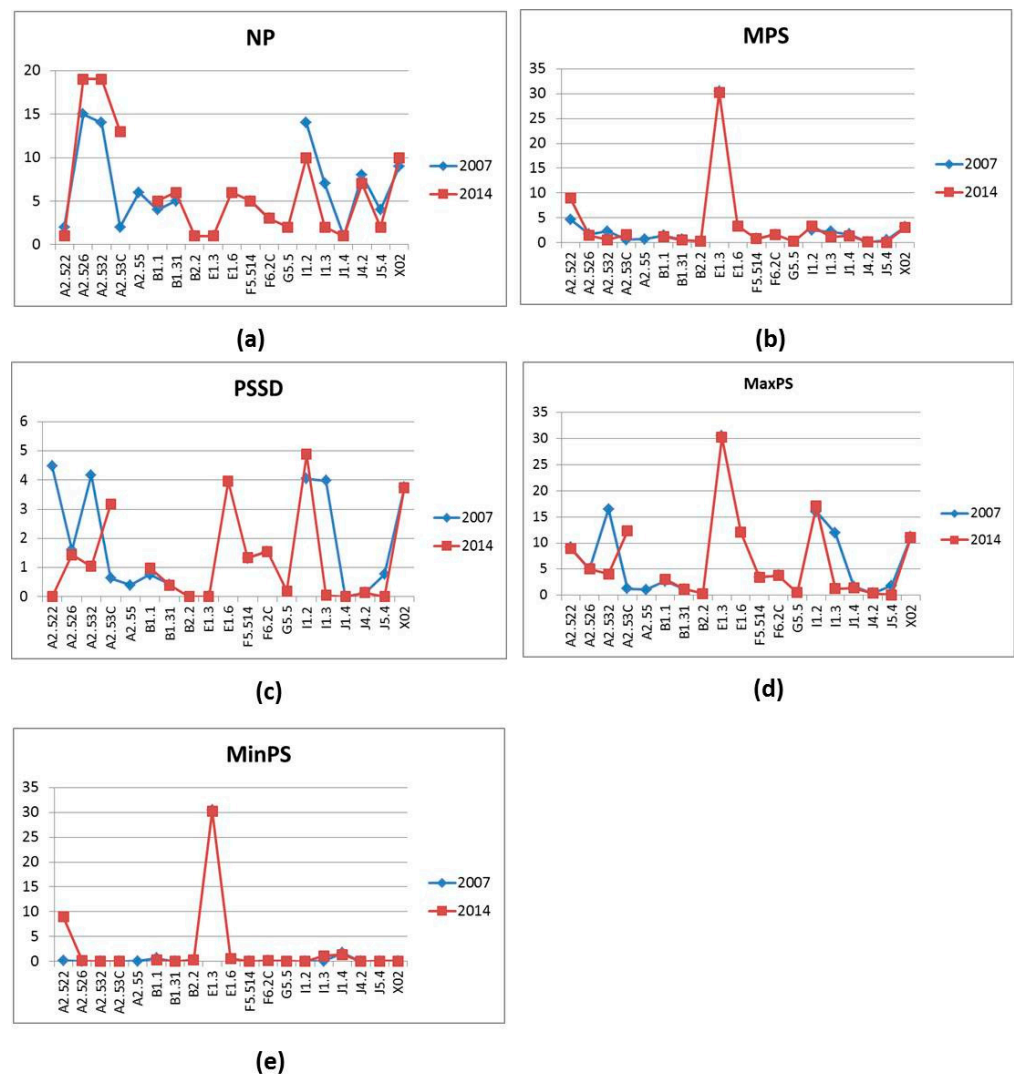 NP
20
15
10
5
0
A2.522
A2.526
A2.532
A2.53C
A2.55
B1.1
B1.31
B2.2
E1.3
E1.6
F5.514
F6.2C
G5.5
I1.2
I1.3
J1.4
J4.2
J5.4
X02
2007
2014
(a)
MPS
35
30
25
20
15
10
5
0
A2.522
A2.526
A2.532
A2.53C
A2.55
B1.1
B1.31
B2.2
E1.3
E1.6
F5.514
F6.2C
G5.5
I1.2
I1.3
J1.4
J4.2
J5.4
X02
2007
2014
(b)
PSSD
6
5
4
3
2
1
0
A2.522
A2.526
A2.532
A2.53C
A2.55
B1.1
B1.31
B2.2
E1.3
E1.6
F5.514
F6.2C
G5.5
I1.2
I1.3
J1.4
J4.2
J5.4
X02
2007
2014
(c)
MaxPS
35
30
25
20
15
10
5
0
A2.522
A2.526
A2.532
A2.53C
A2.55
B1.1
B1.31
B2.2
E1.3
E1.6
F5.514
F6.2C
G5.5
I1.2
I1.3
J1.4
J4.2
J5.4
X02
2007
2014
(d)
MinPS
35
30
25
20
15
10
5
0
A2.522
A2.526
A2.532
A2.53C
A2.55
B1.1
B1.31
B2.2
E1.3
E1.6
F5.514
F6.2C
G5.5
I1.2
I1.3
J1.4
J4.2
J5.4
X02
2007
2014
(e)